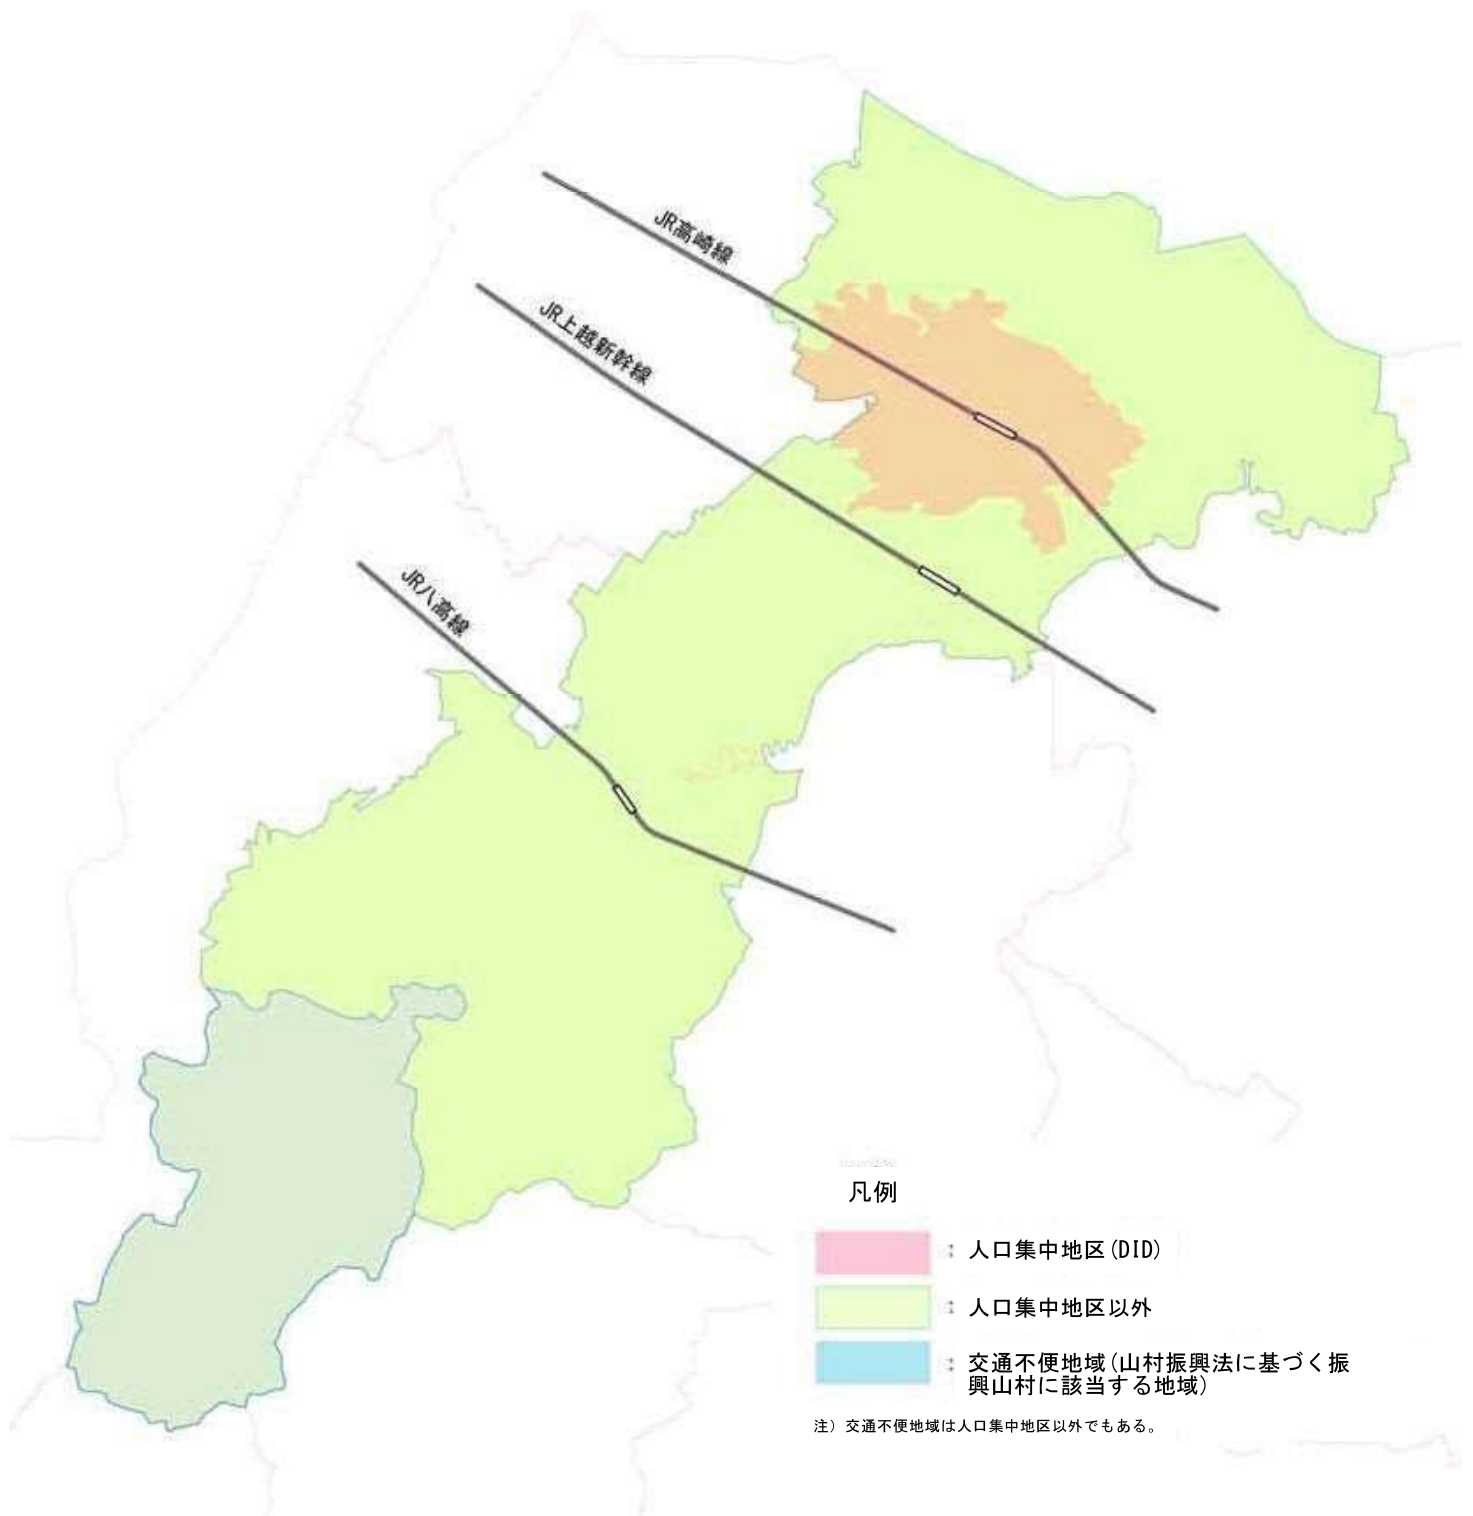 JR高崎線
JR上越新幹線
JR八高線
凡例
: 人口集中地区(DID)
: 人口集中地区以外
: 交通不便地域(山村振興法に基づく振
興山村に該当する地域)
注) 交通不便地域は人口集中地区以外でもある。